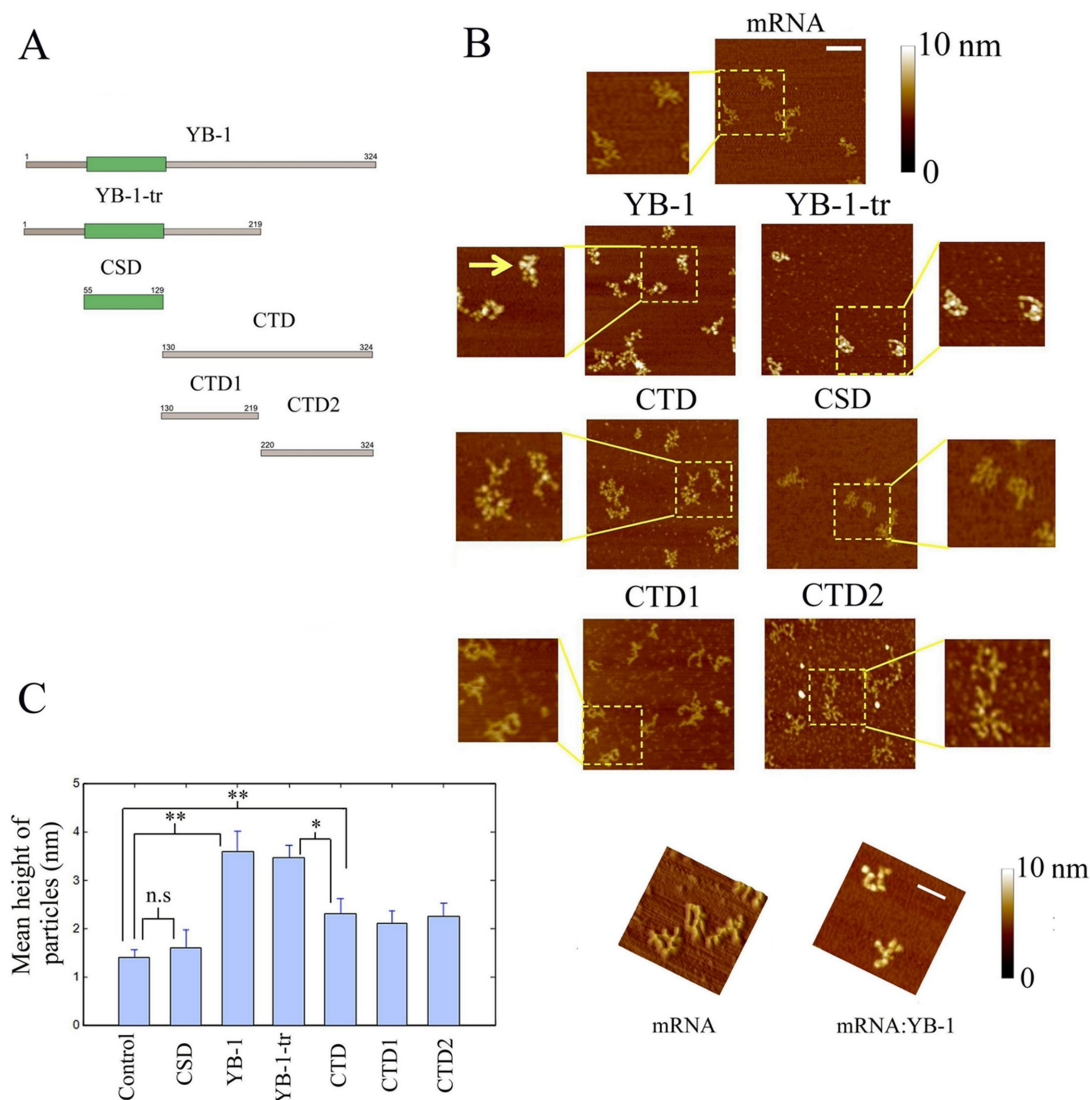 A
YB-1
1
324
YB-1-tr
1
219
CSD
55
129
CTD
130
324
CTD1
130
219
CTD2
220
324
B
mRNA
10 nm
0
YB-1
YB-1-tr
CTD
CSD
CTD1
CTD2
mRNA
mRNA:YB-1
10 nm
0
C
Mean height of
particles (nm)
5
4
3
2
1
0
**
**
*
n.s
Control
CSD
YB-1
YB-1-tr
CTD
CTD1
CTD2